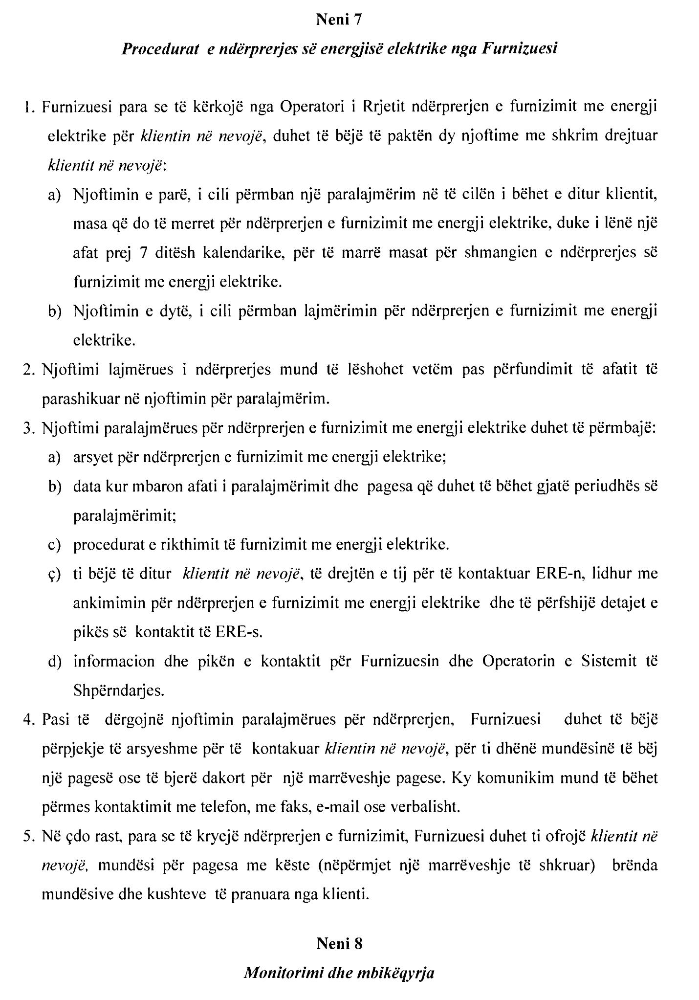 Neni 7
Procedurat e ndërprerjes së energjisë elektrike nga Furnizuesi
1. Furnizuesi para se të kërkojë nga Operatori i Rrjetit ndërprerjen e furnizimit me energji
elektrike për klientin në nevojë, duhet të bëjë të paktën dy njoftime me shkrim drejtuar
klientit në nevojë:
a) Njoftimin e parë, i cili përmban një paralajmërim në të cilën i bëhet e ditur klientit,
masa që do të merret për ndërprerjen e furnizimit me energji elektrike, duke i lënë një
afat prej 7 ditësh kalendarike, për të marrë masat për shmangien e ndërprerjes së
furnizimit me energji elektrike.
b) Njoftimin e dytë, i cili përmban lajmërimin për ndërprerjen e furnizimit me energji
elektrike.
2. Njoftimi lajmërues i ndërprerjes mund të lëshohet vetëm pas përfundimit të afatit të
parashikuar në njoftimin për paralajmërim.
3. Njoftimi paralajmërues për ndërprerjen e furnizimit me energji elektrike duhet të përmbajë:
a) arsyet për ndërprerjen e furnizimit me energji elektrike;
b) data kur mbaron afati i paralajmërimit dhe pagesa që duhet të bëhet gjatë periudhës së
paralajmërimit;
c) procedurat e rikthimit të furnizimit me energji elektrike.
ç) ti bëjë të ditur klientit në nevojë, të drejtën e tij për të kontaktuar ERE-n, lidhur me
ankimimin për ndërprerjen e furnizimit me energji elektrike dhe të përfshijë detajet e
pikës së kontaktit të ERE-s.
d) informacion dhe pikën e kontaktit për Furnizuesin dhe Operatorin e Sistemit të
Shpërndarjes.
4. Pasi të dërgojnë njoftimin paralajmërues për ndërprerjen, Furnizuesi duhet të bëjë
përpjekje të arsyeshme për të kontakuar klientin në nevojë, për ti dhënë mundësinë të bëj
një pagesë ose të bjerë dakort për një marrëveshje pagese. Ky komunikim mund të bëhet
përmes kontaktimit me telefon, me faks, e-mail ose verbalisht.
5. Në çdo rast, para se të kryejë ndërprerjen e furnizimit, Furnizuesi duhet ti ofrojë klientit në
nevojë, mundësi për pagesa me këste (nëpërmjet një marrëveshje të shkruar) brënda
mundësive dhe kushteve të pranuara nga klienti.
Neni 8
Monitorimi dhe mbikëqyrja